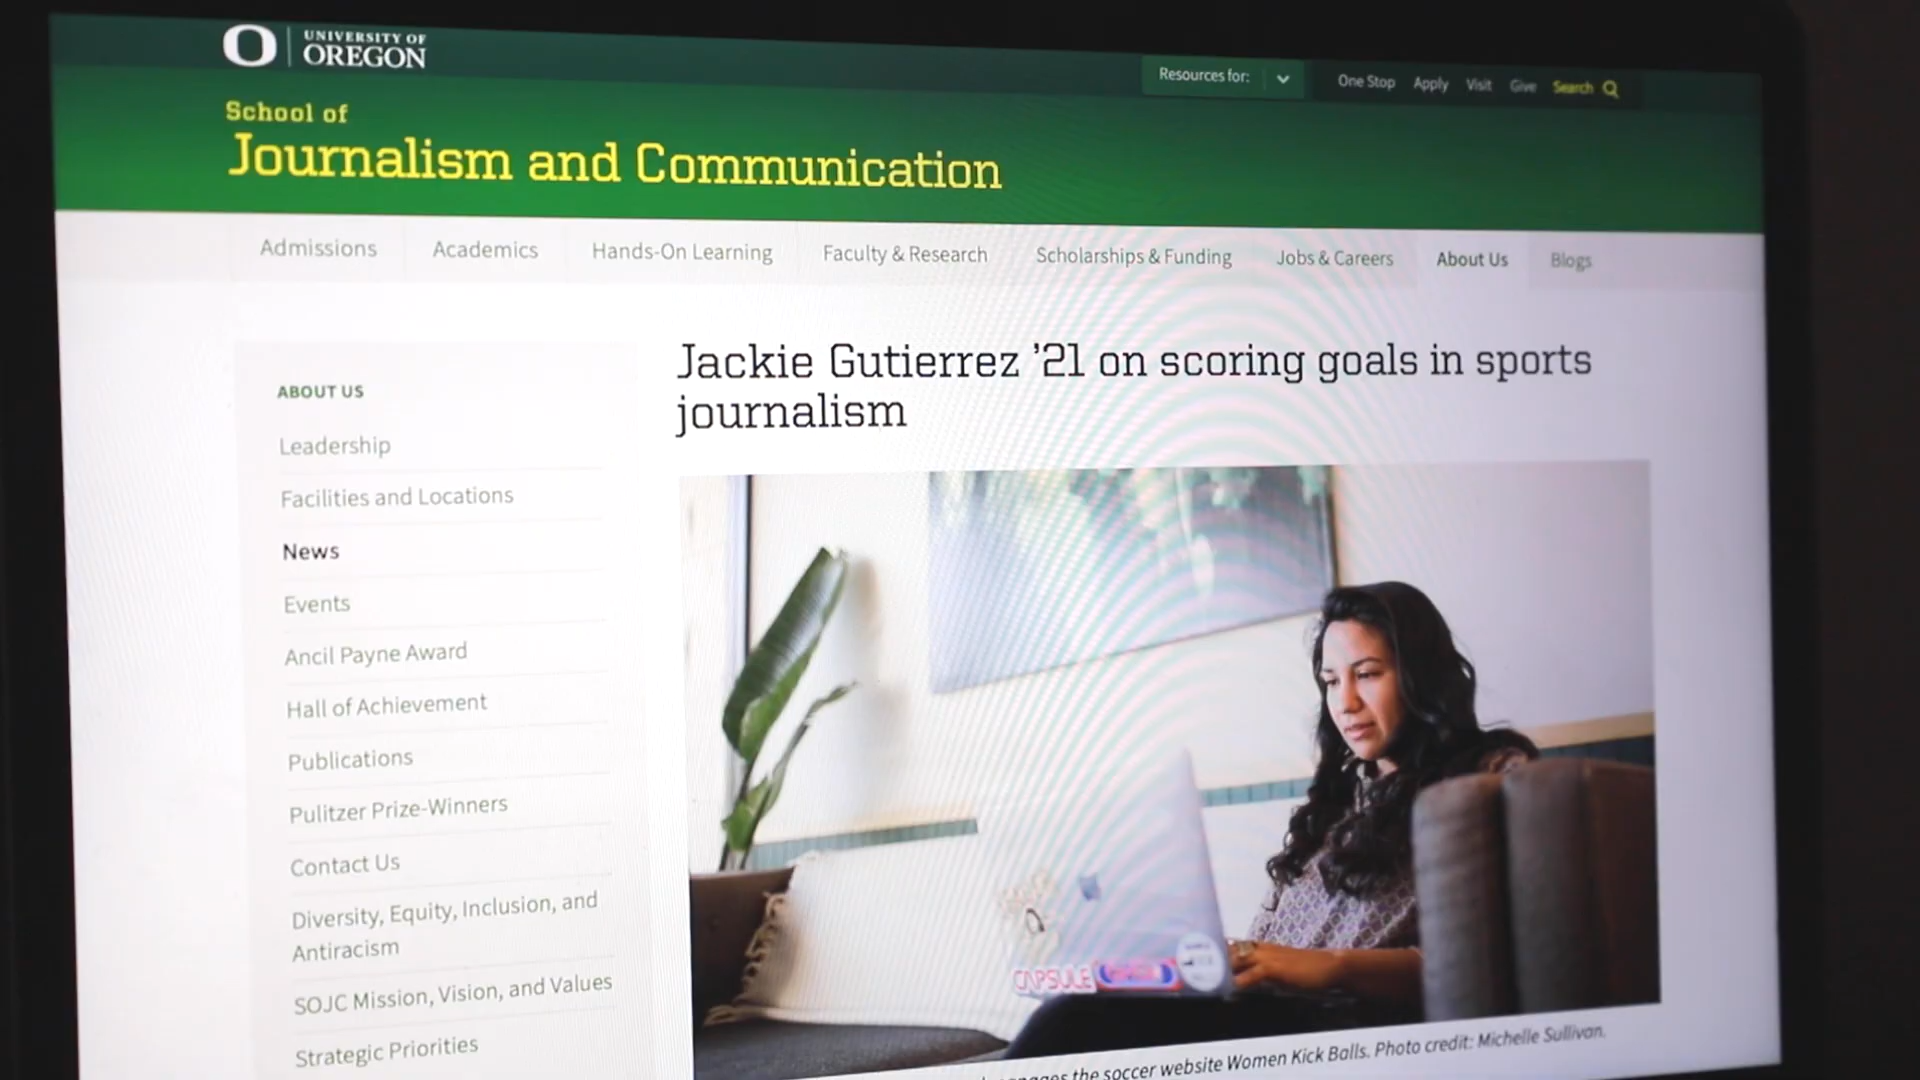 UNIVERSITY OF
OREGON
Resources for:
One Stop Apply Visit Give Search
School of
Journalism and Communication
Admissions Academics Hands-On Learning Faculty & Research Scholarships & Funding Jobs & Careers About Us Blogs
Jackie Gutierrez ’21 on scoring goals in sports
journalism
ABOUT US
Leadership
Facilities and Locations
News
Events
Ancil Payne Award
Hall of Achievement
Publications
Pulitzer Prize-Winners
Contact Us
Diversity, Equity, Inclusion, and
Antiracism
SOJC Mission, Vision, and Values
Strategic Priorities
CAPSULE
the soccer website Women Kick Balls. Photo credit: Michelle Sullivan.